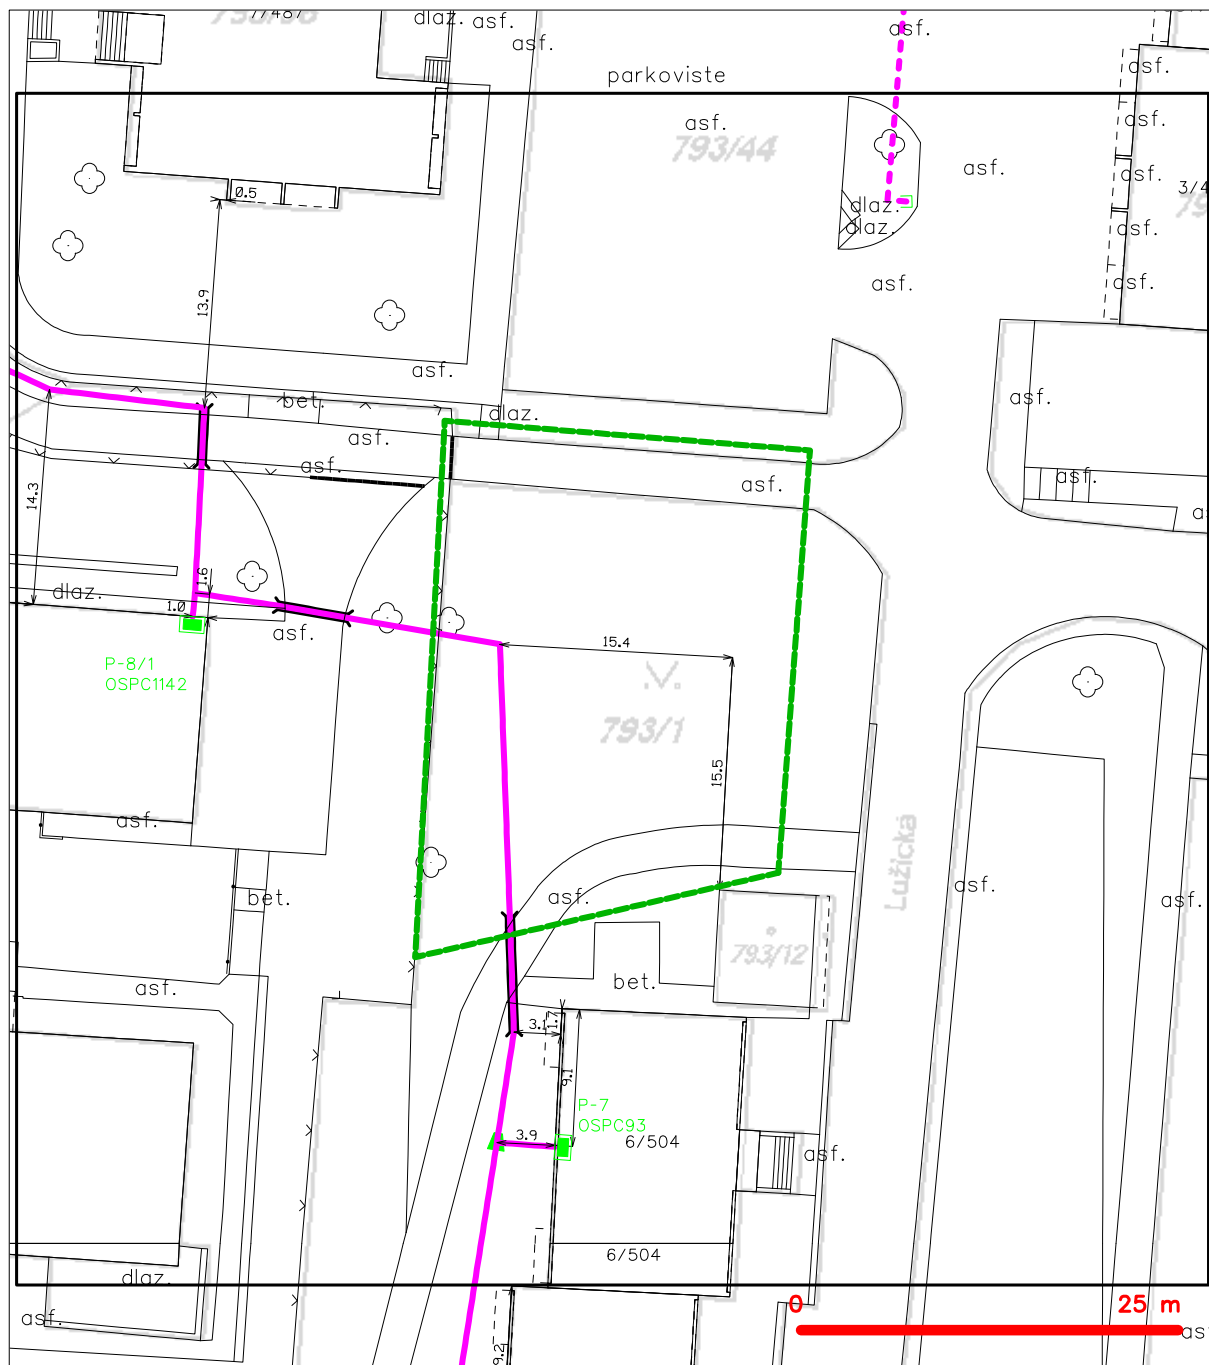 dlaz.
asf.
asf.
asf.
parkoviste
asf.
asf.
asf.
793/44
asf.
asf.
0.5
dlaz.
dlaz.
asf.
asf.
asf.
13.9
asf.
asf.
bet.
dlaz.
asf.
asf.
asf.
asf.
14.3
1.6
dlaz.
1.0
asf.
15.4
P-8/1
OSPC1142
793/1
15.5
asf.
Lužická
asf.
bet.
asf.
asf.
793/12
asf.
bet.
3.1
1.7
9.1
P-7
OSPC93
3.9
6/504
asf.
6/504
dlaz.
0
25 m
asf.
9.2